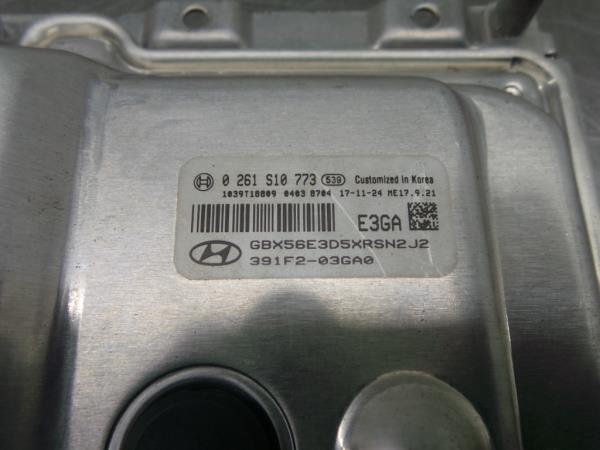 0 261 S10 773 539 Customized in Korea
1039T18809 0403 8704 17-11-24 ME17.9.21
E3GA
GBX56E3D5XRSN2J2
391F2-03GA0